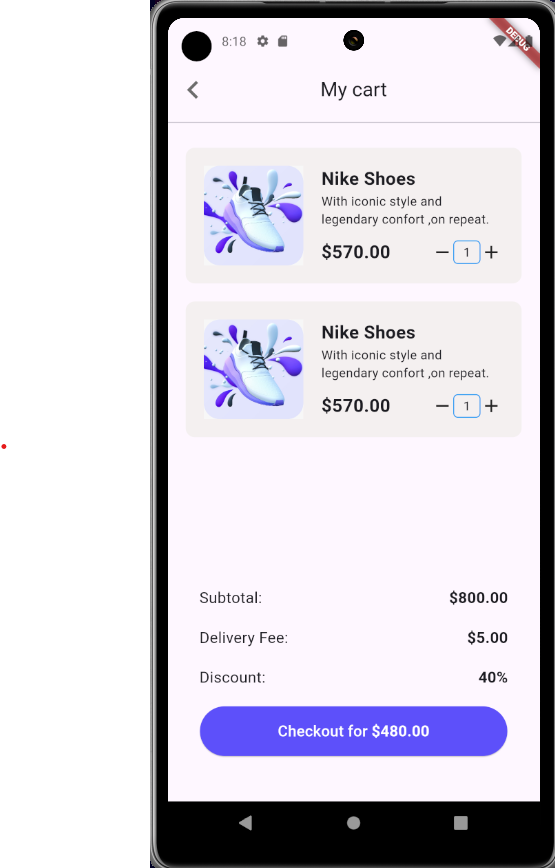 8:18
DEBUG
My cart
Nike Shoes
With iconic style and
legendary confort ,on repeat.
$570.00
1
Nike Shoes
With iconic style and
legendary confort ,on repeat.
$570.00
1
Subtotal: $800.00
Delivery Fee: $5.00
Discount: 40%
Checkout for $480.00